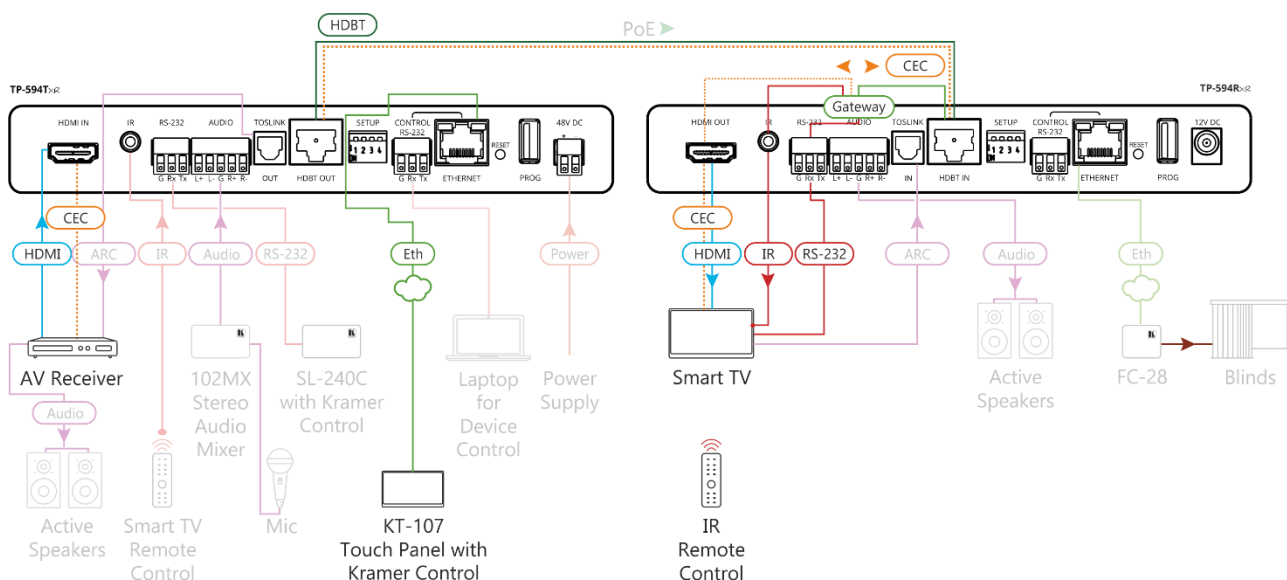 HDBT
PoE
CEC
TP-594Txr
TP-594Rxr
Gateway
HDMI IN
IR
RS-232
AUDIO
TOSLINK
SETUP
CONTROL
RS-232
48V DC
+ -
1 2 3 4
ON
RESET
G Rx Tx
L+ L- G R+ R-
OUT
HDBT OUT
G Rx Tx
ETHERNET
PROG
HDMI OUT
IR
RS-232
AUDIO
TOSLINK
SETUP
CONTROL
RS-232
12V DC
1 2 3 4
ON
RESET
G Rx Tx
L+ L- G R+ R-
IN
HDBT IN
G Rx Tx
ETHERNET
PROG
CEC
CEC
HDMI
ARC
IR
Audio
RS-232
Eth
Power
HDMI
IR
RS-232
ARC
Audio
Eth
AV Receiver
102MX
Stereo
Audio
Mixer
SL-240C
with Kramer
Control
Laptop
for
Device
Control
Power
Supply
Smart TV
Active
Speakers
FC-28
Blinds
Audio
Active
Speakers
Smart TV
Remote
Control
Mic
KT-107
Touch Panel with
Kramer Control
IR
Remote
Control